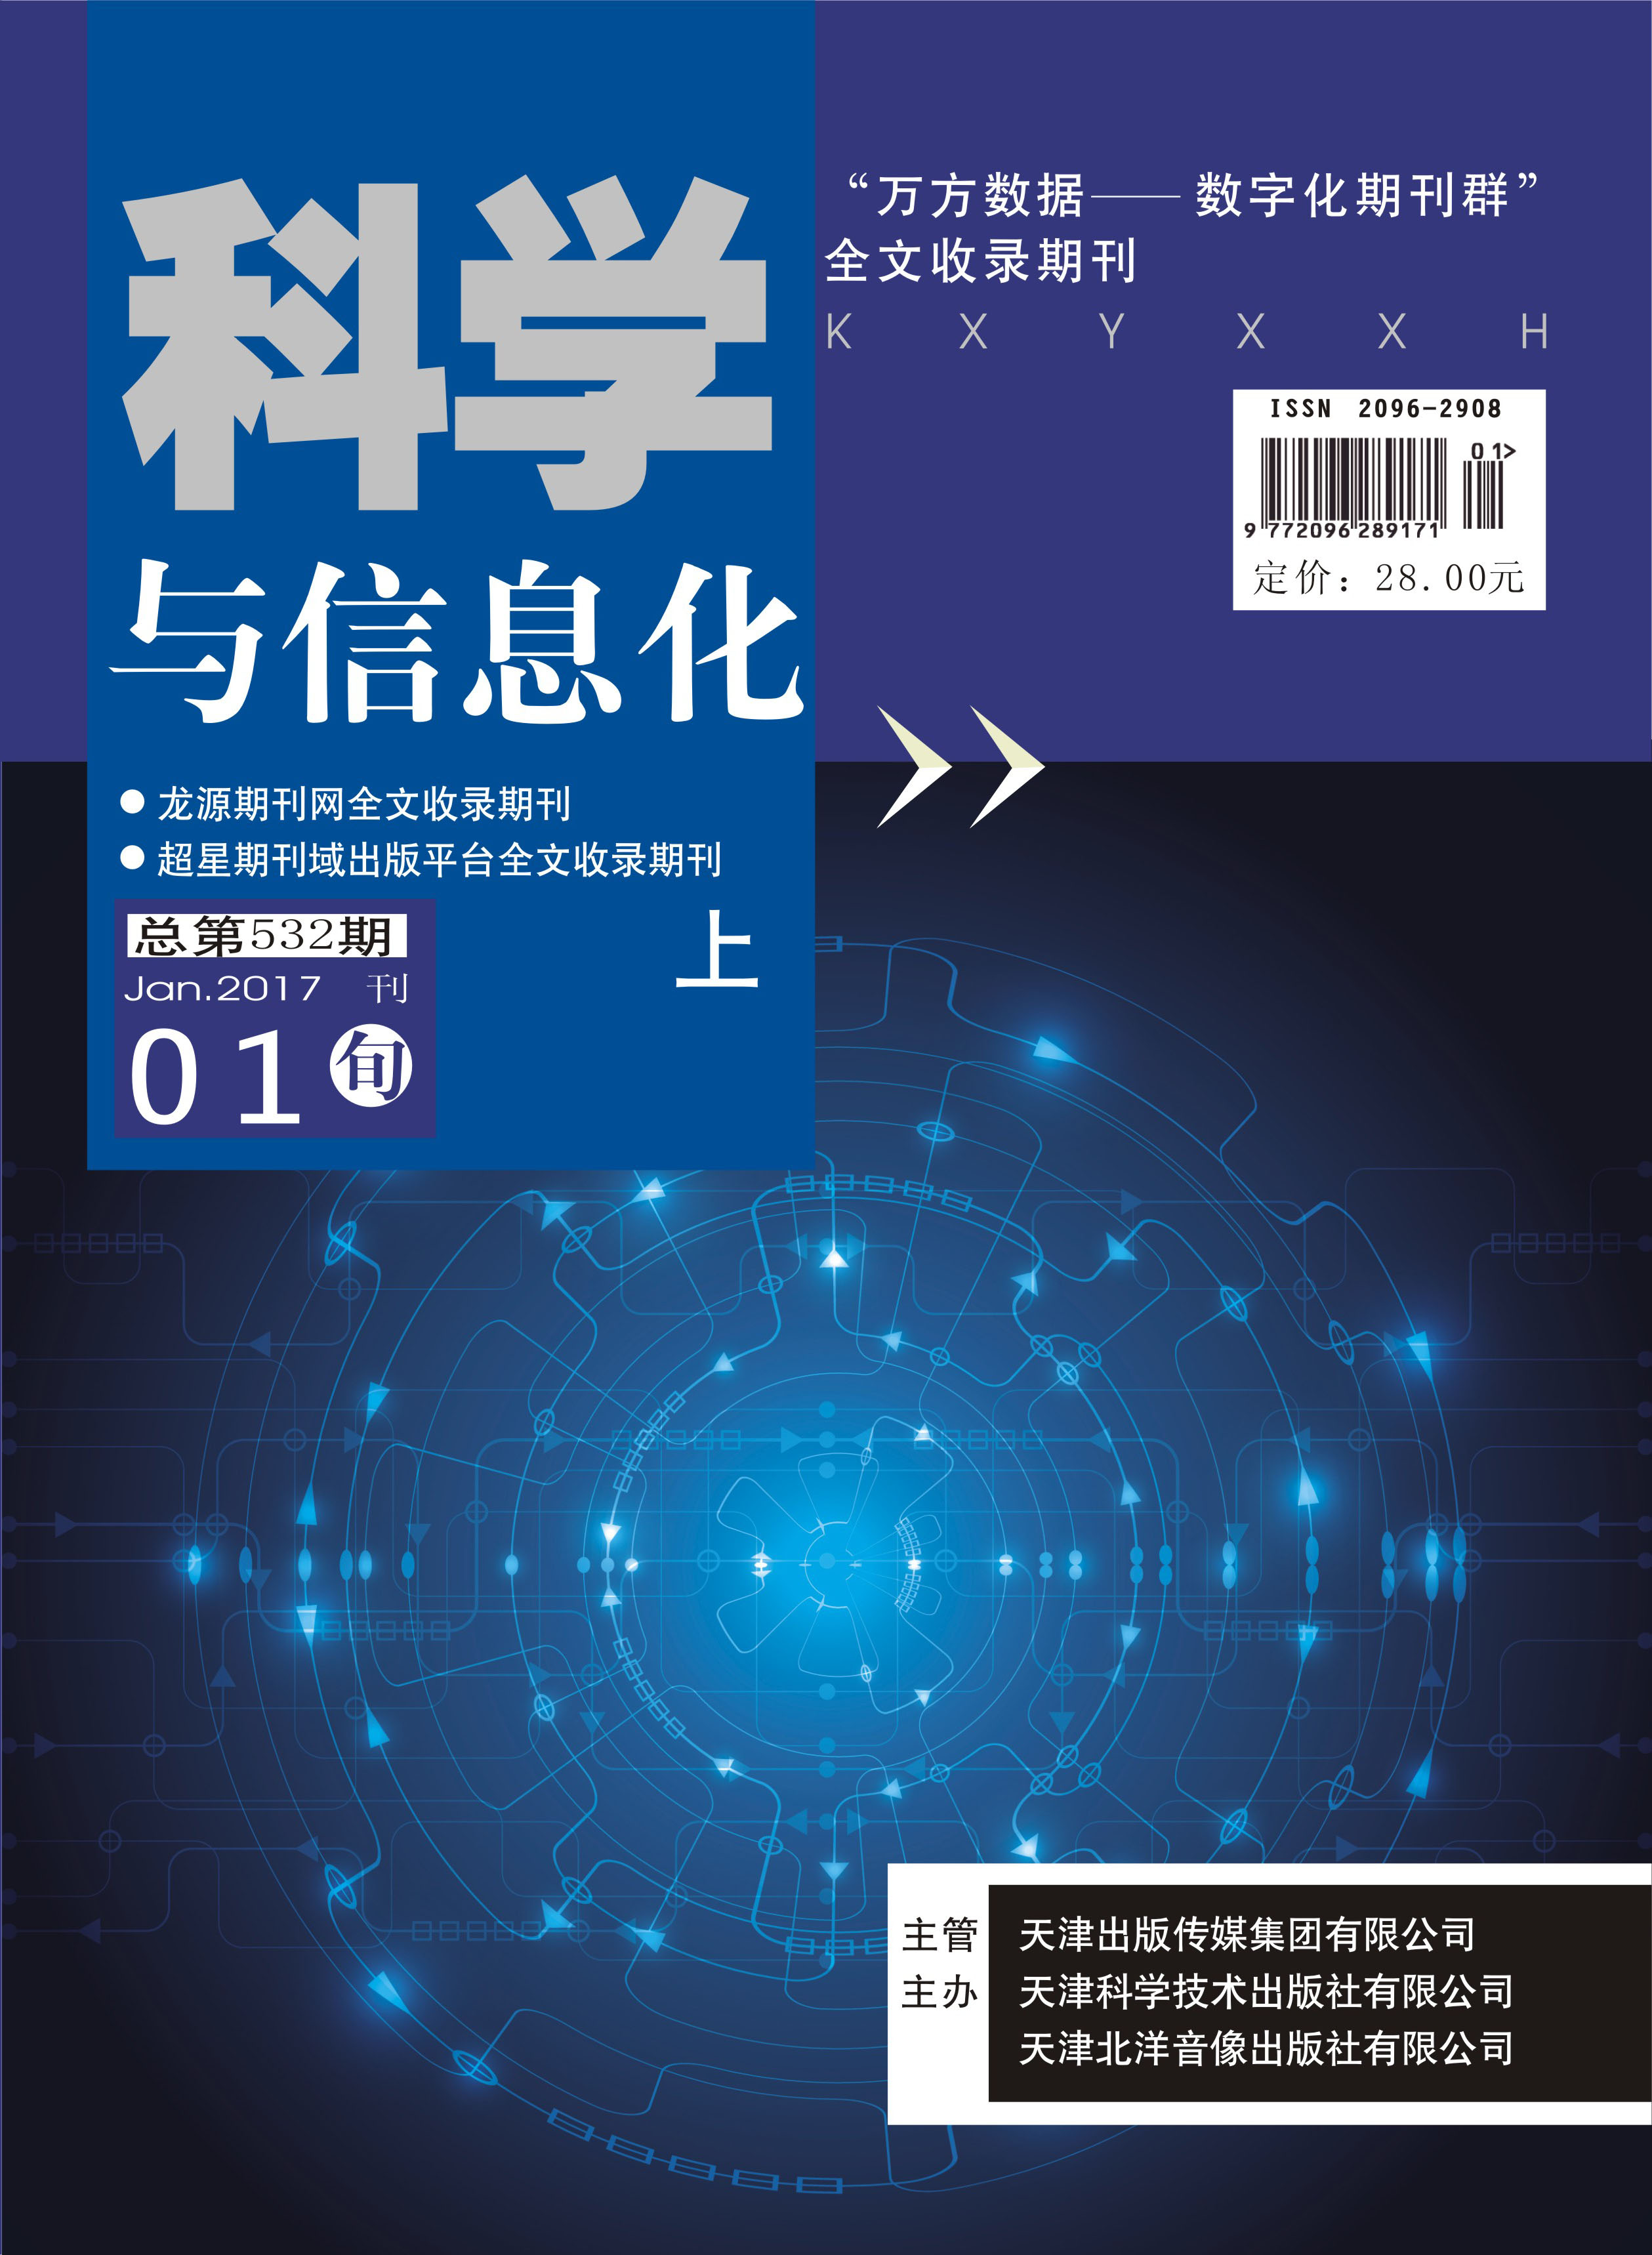 科学
与信息化
“万方数据——数字化期刊群”
全文收录期刊
K X Y X X H
ISSN 2096-2908
01>
9 772096 289171
定价：28.00元
●龙源期刊网全文收录期刊
●超星期刊域出版平台全文收录期刊
上
总第532期
Jan.2017 刊
01旬
主管 天津出版传媒集团有限公司
主办 天津科学技术出版社有限公司
天津北洋音像出版社有限公司